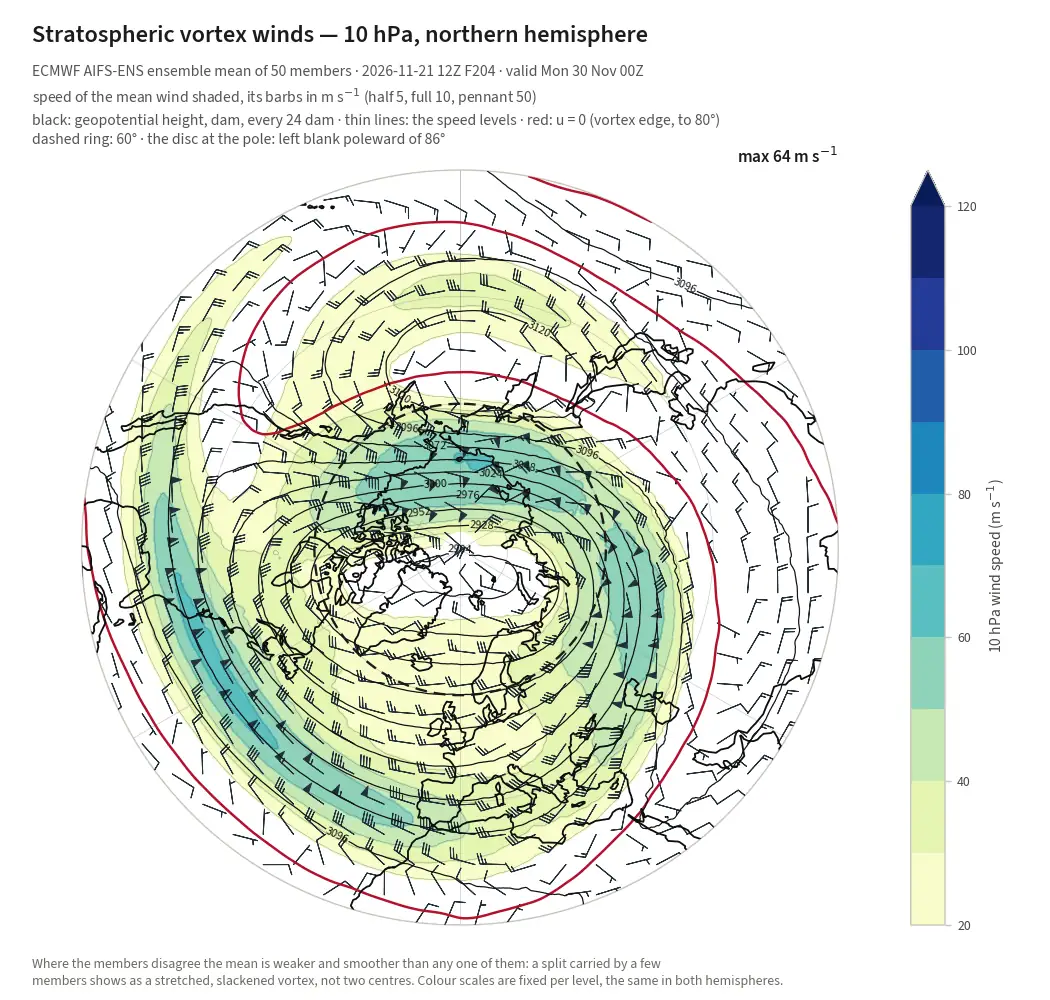 Stratospheric vortex winds — 10 hPa, northern hemisphere
ECMWF AIFS-ENS ensemble mean of 50 members · 2026-11-21 12Z F204 · valid Mon 30 Nov 00Z
speed of the mean wind shaded, its barbs in m s⁻¹ (half 5, full 10, pennant 50)
black: geopotential height, dam, every 24 dam · thin lines: the speed levels · red: u = 0 (vortex edge, to 80°)
dashed ring: 60° · the disc at the pole: left blank poleward of 86°
max 64 m s⁻¹
120
100
80
60
40
20
10 hPa wind speed (m s⁻¹)
3096
3120
3096
3096
3024
3000
2976
2952
2928
3096
Where the members disagree the mean is weaker and smoother than any one of them: a split carried by a few
members shows as a stretched, slackened vortex, not two centres. Colour scales are fixed per level, the same in both hemispheres.